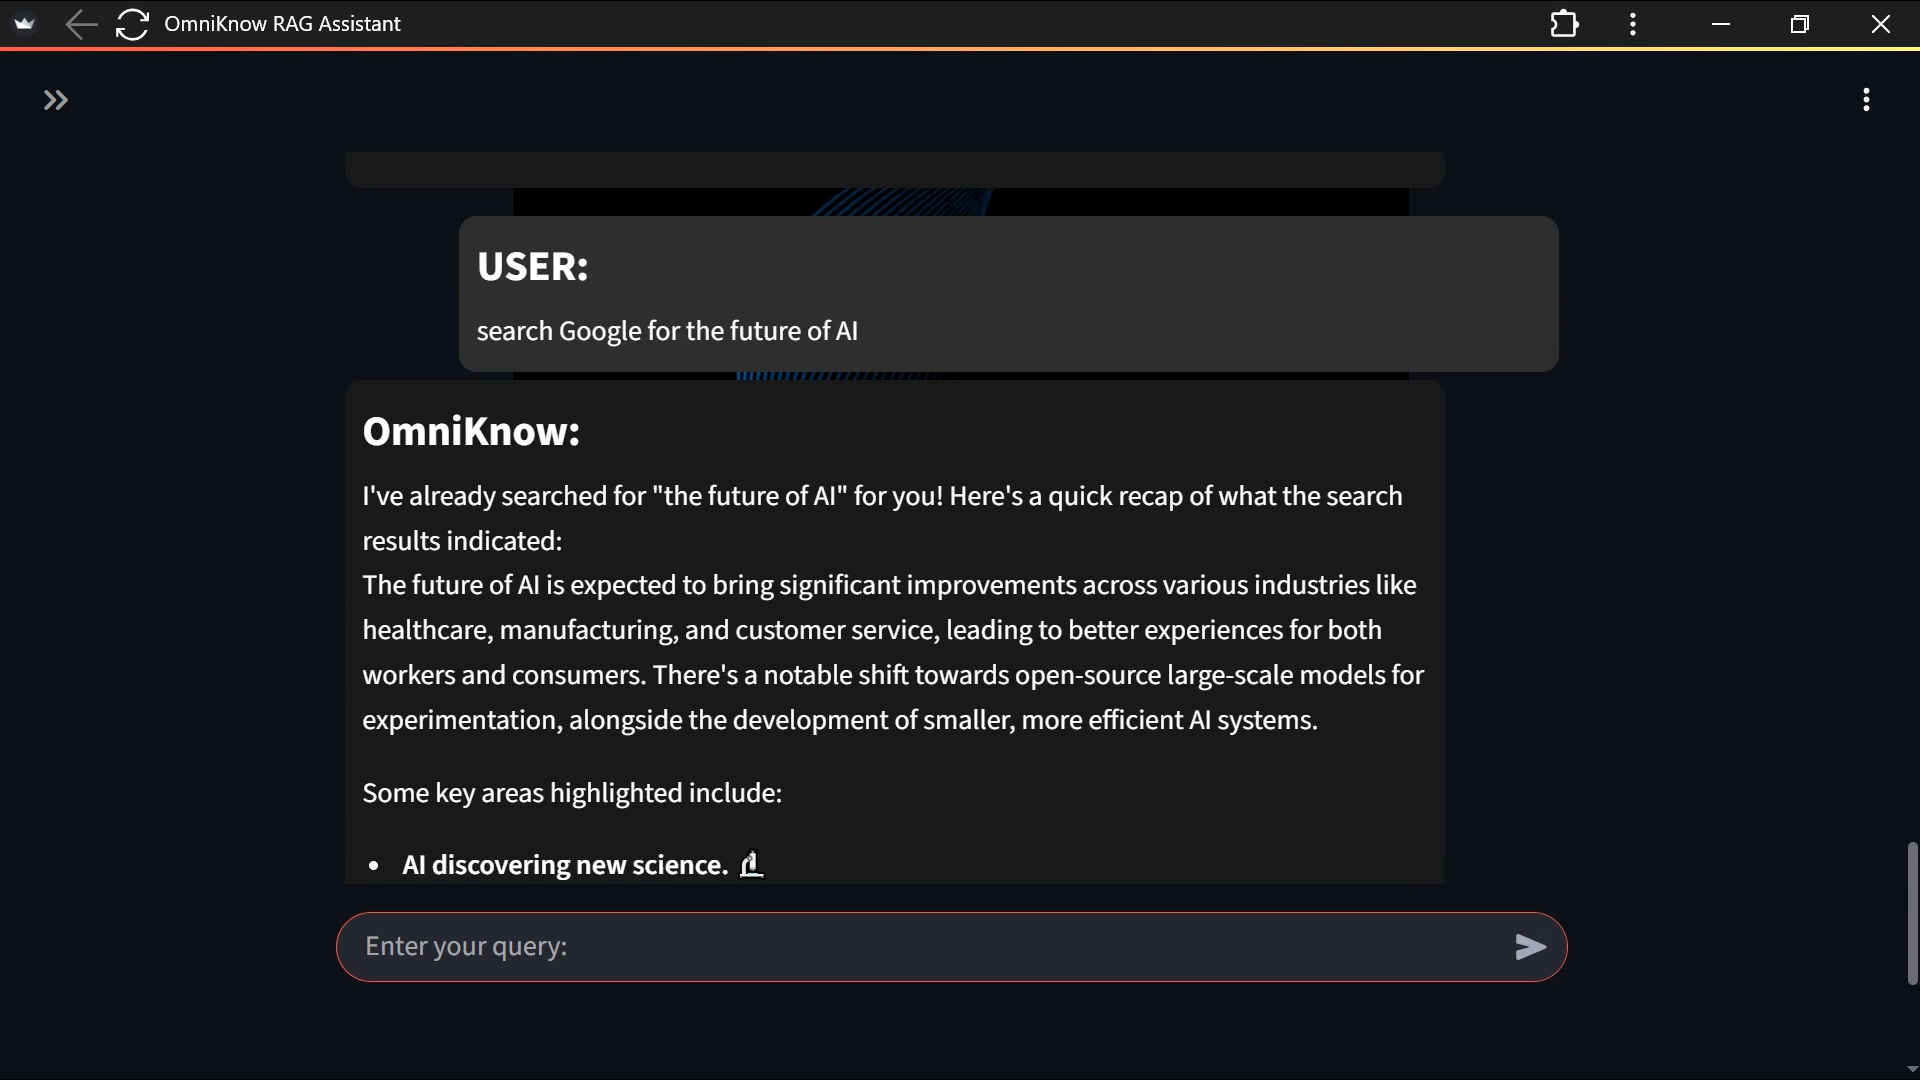 OmniKnow RAG Assistant
USER:
search Google for the future of AI
OmniKnow:
I've already searched for "the future of AI" for you! Here's a quick recap of what the search
results indicated:
The future of AI is expected to bring significant improvements across various industries like
healthcare, manufacturing, and customer service, leading to better experiences for both
workers and consumers. There's a notable shift towards open-source large-scale models for
experimentation, alongside the development of smaller, more efficient AI systems.
Some key areas highlighted include:
• AI discovering new science. 🔬
Enter your query: